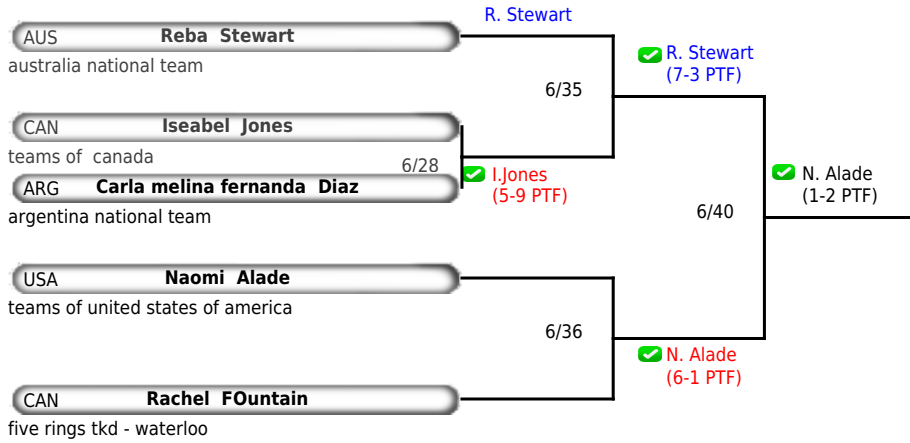 R. Stewart
AUS Reba Stewart
australia national team
R. Stewart
(7-3 PTF)
6/35
CAN Iseabel Jones
teams of canada
6/28
I.Jones
(5-9 PTF)
ARG Carla melina fernanda Diaz
argentina national team
N. Alade
(1-2 PTF)
6/40
USA Naomi Alade
teams of united states of america
6/36
N. Alade
(6-1 PTF)
CAN Rachel FOuntain
five rings tkd - waterloo